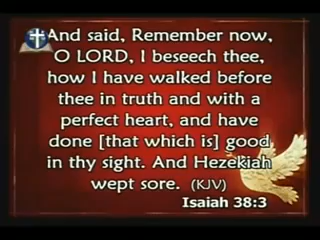 And said, Remember now,
O LORD, I beseech thee,
how I have walked before
thee in truth and with a
perfect heart, and have
done [that which is] good
in thy sight. And Hezekiah
wept sore. (KJV)
Isaiah 38:3